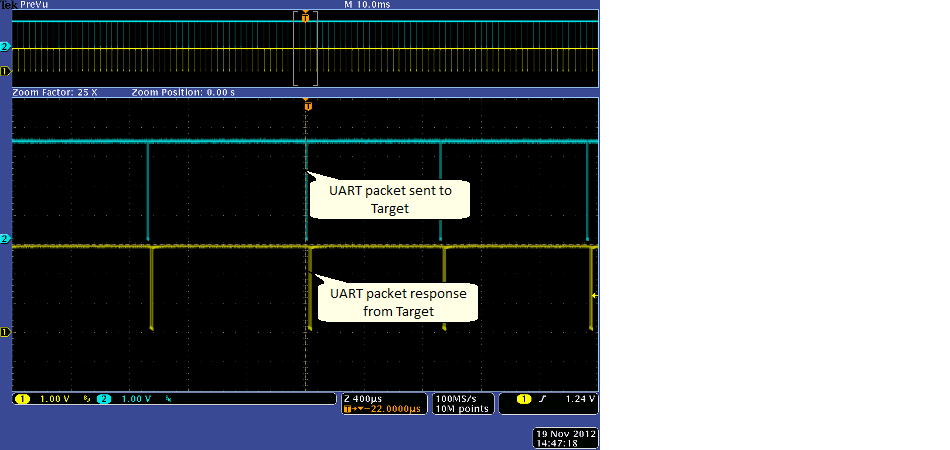 Tek PreVu M 10.0ms
T
2
1
Zoom Factor: 25 X Zoom Position: 0.00 s
T
UART packet sent to
Target
2
UART packet response
from Target
1
1 1.00 V 2 1.00 V
Z 400µs
T→▾-22.0000µs
100MS/s
10M points
1 1.24 V
19 Nov 2012
14:47:18